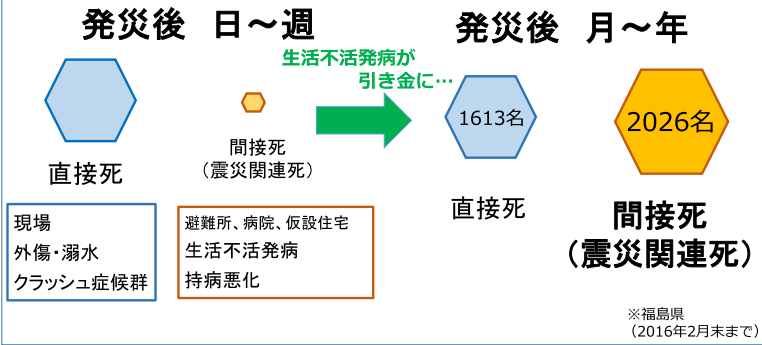 発災後 日～週
発災後 月～年
生活不活発病が
引き金に…
1613名
2026名
直接死
間接死
（震災関連死）
直接死
間接死
（震災関連死）
現場
外傷・溺水
クラッシュ症候群
避難所、病院、仮設住宅
生活不活発病
持病悪化
※福島県
（2016年2月末まで）